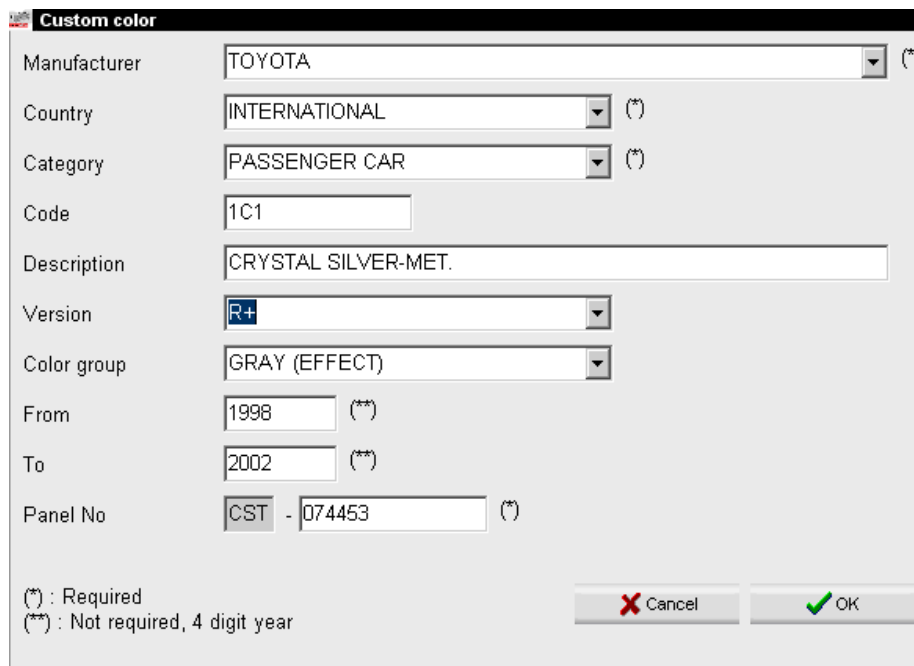 Custom color
Manufacturer TOYOTA (*
Country INTERNATIONAL (*)
Category PASSENGER CAR (*)
Code 1C1
Description CRYSTAL SILVER-MET.
Version R+
Color group GRAY (EFFECT)
From 1998 (**)
To 2002 (**)
Panel No CST - 074453 (*)
(*) : Required
(**) : Not required, 4 digit year
Cancel OK